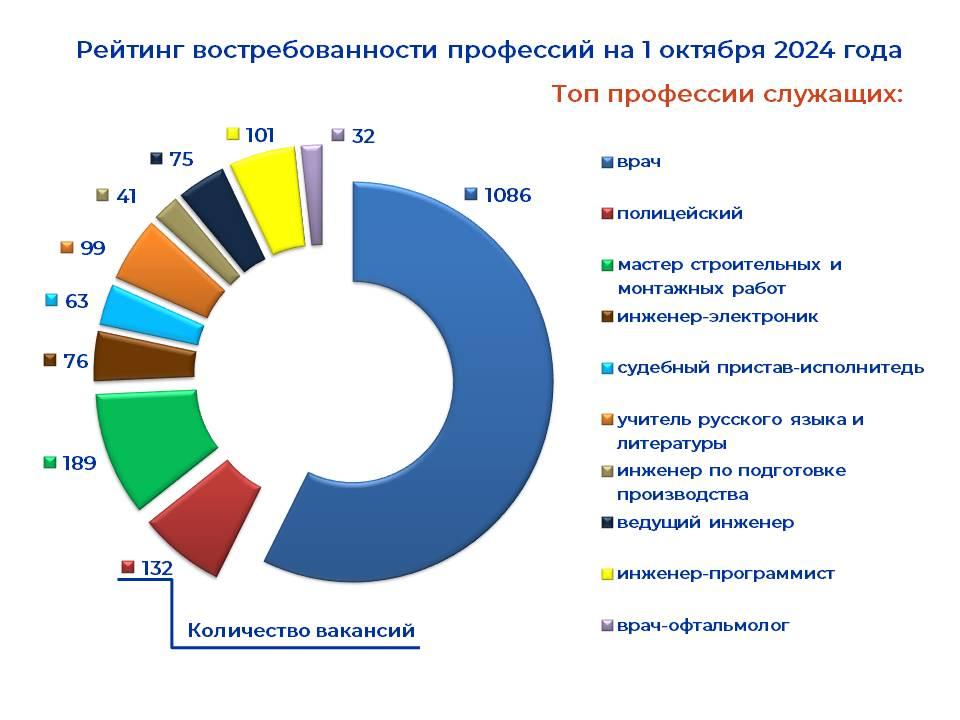 Рейтинг востребованности профессий на 1 октября 2024 года
Топ профессии служащих:
101
32
75
1086
41
99
63
76
189
132
Количество вакансий
врач
полицейский
мастер строительных и
монтажных работ
инженер-электроник
судебный пристав-исполнитедь
учитель русского языка и
литературы
инженер по подготовке
производства
ведущий инженер
инженер-программист
врач-офтальмолог